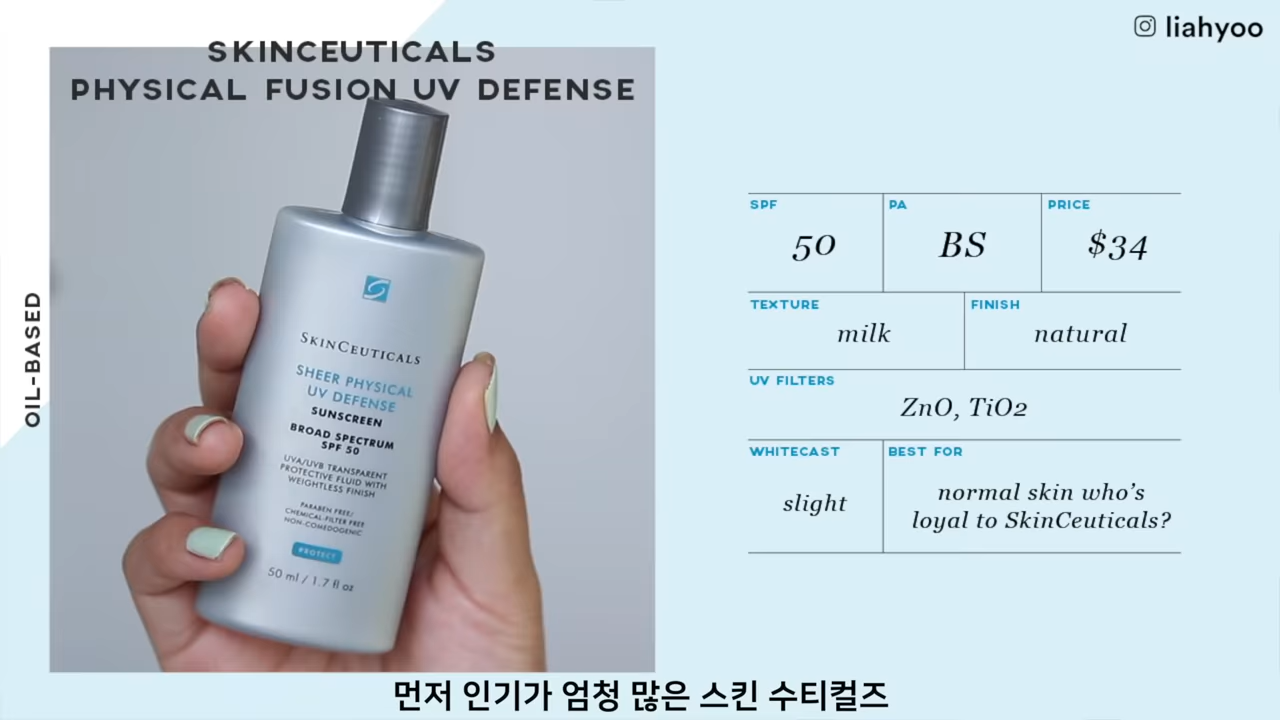 liahyoo
SKINCEUTICALS
PHYSICAL FUSION UV DEFENSE
OIL-BASED
SKINCEUTICALS
SHEER PHYSICAL
UV DEFENSE
SUNSCREEN
BROAD SPECTRUM
SPF 50
UVA/UVB TRANSPARENT
PROTECTIVE FLUID WITH
WEIGHTLESS FINISH
PARABEN FREE/
CHEMICAL-FILTER FREE
NON-COMEDOGENIC
PROTECT
50 ml / 1.7 fl oz
SPF
50
PA
BS
PRICE
$34
TEXTURE
milk
FINISH
natural
UV FILTERS
ZnO, TiO2
WHITECAST
slight
BEST FOR
normal skin who's
loyal to SkinCeuticals?
먼저 인기가 엄청 많은 스킨 수티컬즈